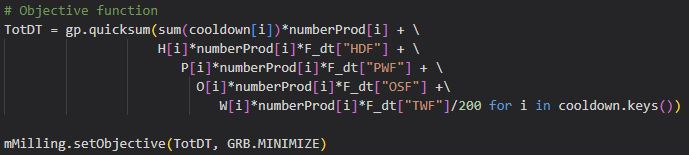 # Objective function
TotDT = gp.quicksum(sum(cooldown[i])*numberProd[i] + \
H[i]*numberProd[i]*F_dt["HDF"] + \
P[i]*numberProd[i]*F_dt["PWF"] + \
O[i]*numberProd[i]*F_dt["OSF"] +\
W[i]*numberProd[i]*F_dt["TWF"]/200 for i in cooldown.keys())
mMilling.setObjective(TotDT, GRB.MINIMIZE)